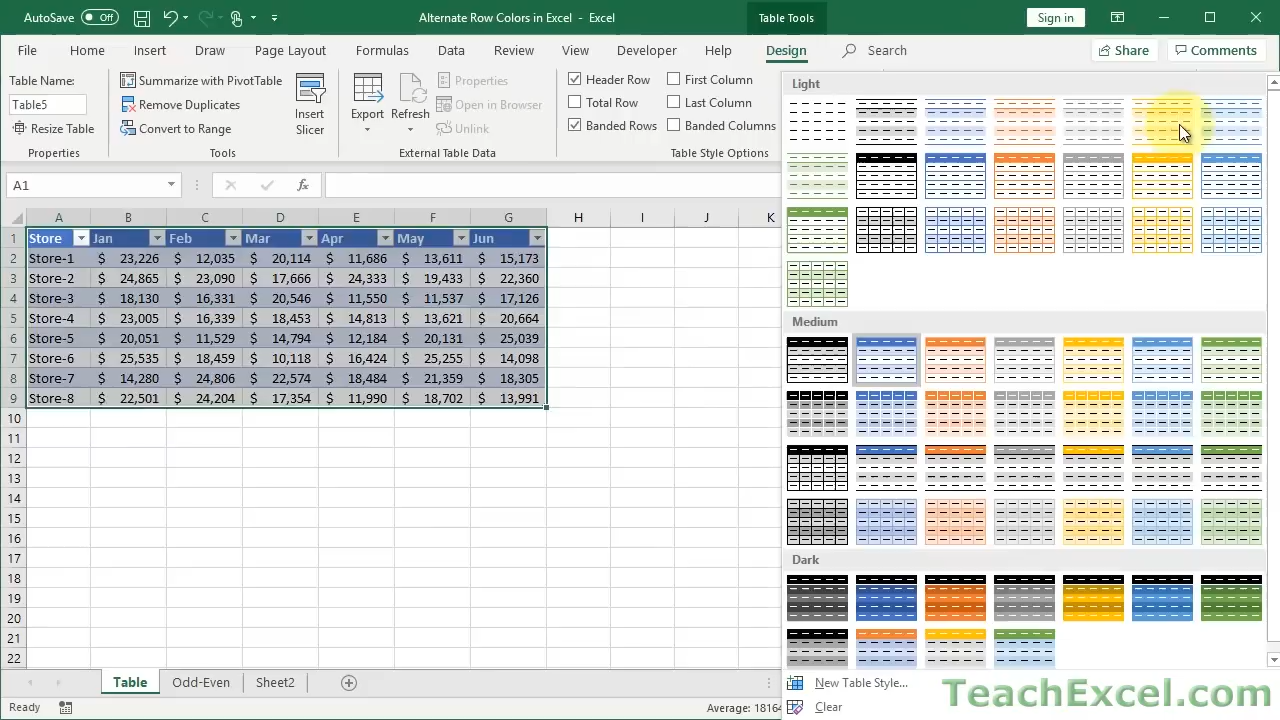 AutoSave Off Alternate Row Colors in Excel - Excel Table Tools Sign in
File Home Insert Draw Page Layout Formulas Data Review View Developer Help Design Search Share Comments
Table Name:
Table5
Resize Table
Properties
Summarize with PivotTable
Remove Duplicates
Convert to Range
Insert
Slicer
Tools
Export
Refresh
Properties
Open in Browser
Unlink
External Table Data
Header Row First Column
Total Row Last Column
Banded Rows Banded Columns
Table Style Options
A1 fx
A B C D E F G H I J K
1 Store Jan Feb Mar Apr May Jun
2 Store-1 $ 23,226 $ 12,035 $ 20,114 $ 11,686 $ 13,611 $ 15,173
3 Store-2 $ 24,865 $ 23,090 $ 17,666 $ 24,333 $ 19,433 $ 22,360
4 Store-3 $ 18,130 $ 16,331 $ 20,546 $ 11,550 $ 11,537 $ 17,126
5 Store-4 $ 23,005 $ 16,339 $ 18,453 $ 14,813 $ 13,621 $ 20,664
6 Store-5 $ 20,051 $ 11,929 $ 14,794 $ 12,184 $ 20,131 $ 25,039
7 Store-6 $ 25,535 $ 18,459 $ 10,118 $ 16,424 $ 25,255 $ 14,098
8 Store-7 $ 14,280 $ 24,806 $ 22,574 $ 18,484 $ 21,359 $ 18,305
9 Store-8 $ 22,501 $ 24,204 $ 17,354 $ 11,990 $ 18,702 $ 13,991
10
11
12
13
14
15
16
17
18
19
20
21
22
Light
Medium
Dark
New Table Style...
Clear
Table Odd-Even Sheet2
Ready Average: 18164
TeachExcel.com